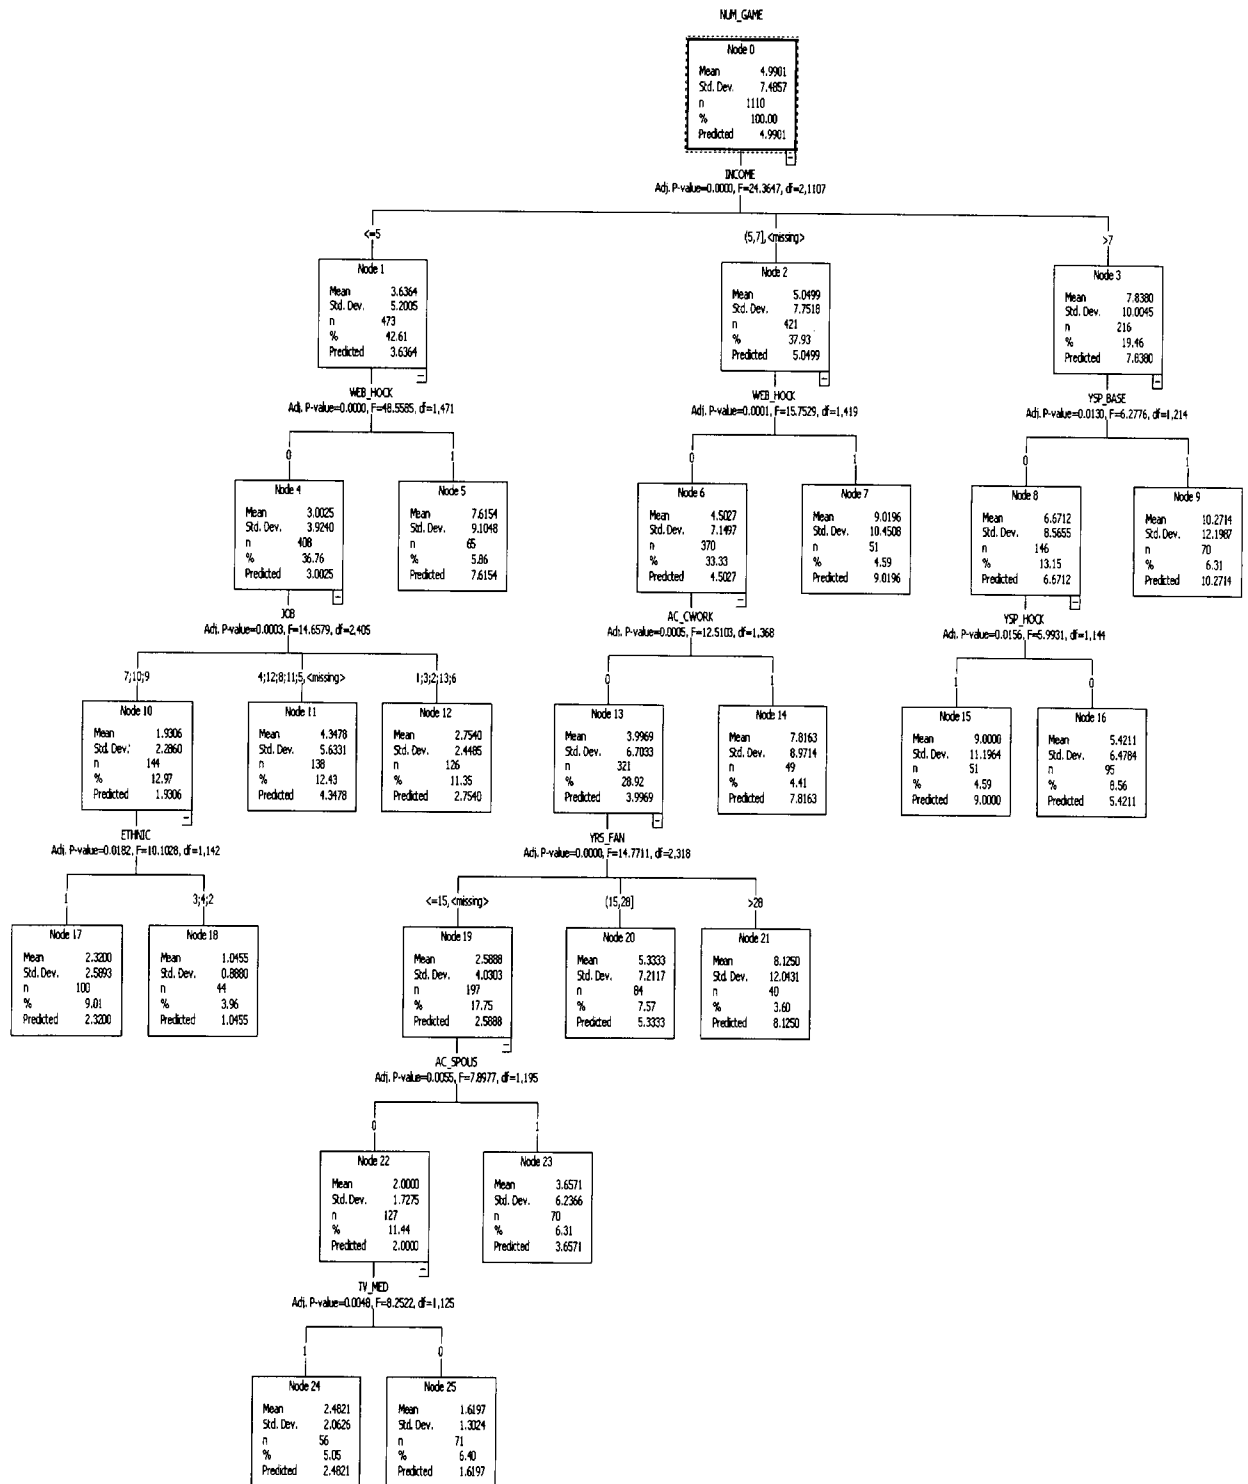 NUM_GAME
Node 0
Mean 4.9901
Std. Dev. 7.4857
n 1110
% 100.00
Predicted 4.9901
INCOME
Adj. P-value=0.0000, F=24.3647, df=2,1107
<=5
(5,7],<missing>
>7
Node 1
Mean 3.6364
Std. Dev. 5.2005
n 473
% 42.61
Predicted 3.6364
Node 2
Mean 5.0499
Std. Dev. 7.7518
n 421
% 37.93
Predicted 5.0499
Node 3
Mean 7.8380
Std. Dev. 10.0045
n 216
% 19.46
Predicted 7.8380
WEB_HOCK
Adj. P-value=0.0000, F=48.5585, df=1,471
WEB_HOCK
Adj. P-value=0.0001, F=15.7529, df=1,419
YSP_BASE
Adj. P-value=0.0130, F=6.2776, df=1,214
0
1
0
1
0
1
Node 4
Mean 3.0025
Std. Dev. 3.9240
n 408
% 36.76
Predicted 3.0025
Node 5
Mean 7.6154
Std. Dev. 9.1048
n 65
% 5.86
Predicted 7.6154
Node 6
Mean 4.5027
Std. Dev. 7.1497
n 370
% 33.33
Predicted 4.5027
Node 7
Mean 9.0196
Std. Dev. 10.4508
n 51
% 4.59
Predicted 9.0196
Node 8
Mean 6.6712
Std. Dev. 8.5655
n 146
% 13.15
Predicted 6.6712
Node 9
Mean 10.2714
Std. Dev. 12.1987
n 70
% 6.31
Predicted 10.2714
JOB
Adj. P-value=0.0003, F=14.6579, df=2,405
AC_CWORK
Adj. P-value=0.0005, F=12.5103, df=1,368
YSP_HOCK
Adj. P-value=0.0156, F=5.9931, df=1,144
7;10;9
4;12;8;11;5,<missing>
1;3;2;13;6
0
1
1
0
Node 10
Mean 1.9306
Std. Dev. 2.2860
n 144
% 12.97
Predicted 1.9306
Node 11
Mean 4.3478
Std. Dev. 5.6331
n 138
% 12.43
Predicted 4.3478
Node 12
Mean 2.7540
Std. Dev. 2.4485
n 126
% 11.35
Predicted 2.7540
Node 13
Mean 3.9969
Std. Dev. 6.7033
n 321
% 28.92
Predicted 3.9969
Node 14
Mean 7.8163
Std. Dev. 8.9714
n 49
% 4.41
Predicted 7.8163
Node 15
Mean 9.0000
Std. Dev. 11.1964
n 51
% 4.59
Predicted 9.0000
Node 16
Mean 5.4211
Std. Dev. 6.4784
n 95
% 8.56
Predicted 5.4211
ETHNIC
Adj. P-value=0.0182, F=10.1028, df=1,142
YRS_FAN
Adj. P-value=0.0000, F=14.7711, df=2,318
1
3;4;2
<=15,<missing>
(15,28]
>28
Node 17
Mean 2.3200
Std. Dev. 2.5893
n 100
% 9.01
Predicted 2.3200
Node 18
Mean 1.0455
Std. Dev. 0.8880
n 44
% 3.96
Predicted 1.0455
Node 19
Mean 2.5888
Std. Dev. 4.0303
n 197
% 17.75
Predicted 2.5888
Node 20
Mean 5.3333
Std. Dev. 7.2117
n 84
% 7.57
Predicted 5.3333
Node 21
Mean 8.1250
Std. Dev. 12.0431
n 40
% 3.60
Predicted 8.1250
AC_SPOUS
Adj. P-value=0.0055, F=7.8977, df=1,195
0
1
Node 22
Mean 2.0000
Std. Dev. 1.7275
n 127
% 11.44
Predicted 2.0000
Node 23
Mean 3.6571
Std. Dev. 6.2366
n 70
% 6.31
Predicted 3.6571
TV_MED
Adj. P-value=0.0048, F=8.2522, df=1,125
1
0
Node 24
Mean 2.4821
Std. Dev. 2.0626
n 56
% 5.05
Predicted 2.4821
Node 25
Mean 1.6197
Std. Dev. 1.3024
n 71
% 6.40
Predicted 1.6197